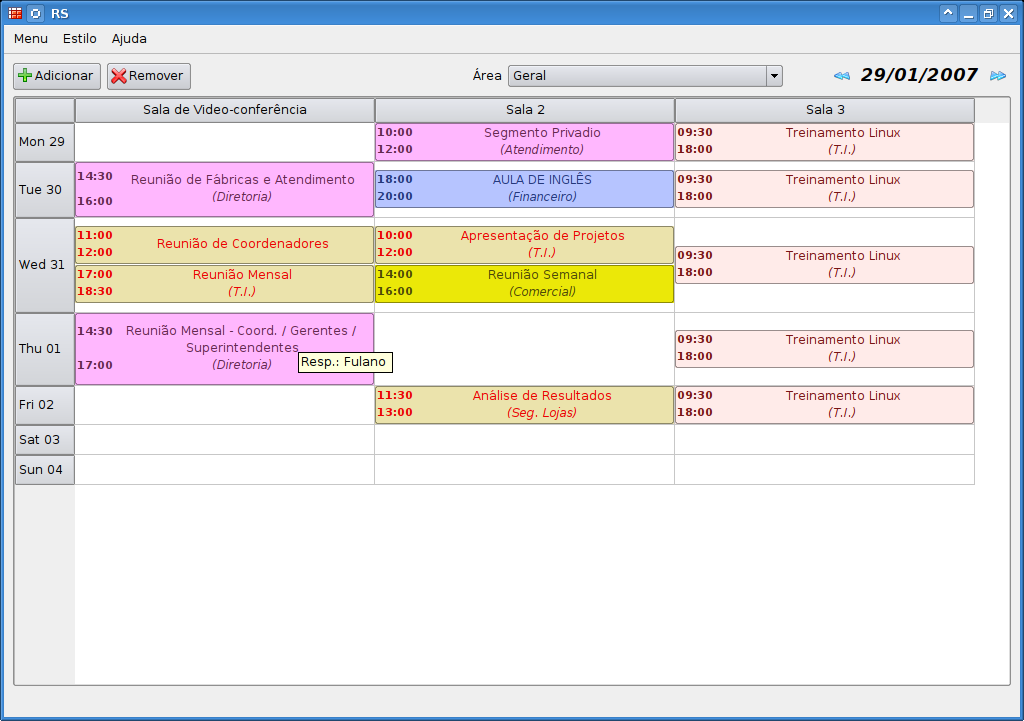 RS
Menu Estilo Ajuda
Adicionar Remover Área Geral 29/01/2007
Sala de Video-conferência Sala 2 Sala 3
Mon 29
10:00 Segmento Privadio
12:00 (Atendimento)
09:30 Treinamento Linux
18:00 (T.I.)
Tue 30
14:30 Reunião de Fábricas e Atendimento
16:00 (Diretoria)
18:00 AULA DE INGLÊS
20:00 (Financeiro)
09:30 Treinamento Linux
18:00 (T.I.)
Wed 31
11:00 Reunião de Coordenadores
12:00
17:00 Reunião Mensal
18:30 (T.I.)
10:00 Apresentação de Projetos
12:00 (T.I.)
14:00 Reunião Semanal
16:00 (Comercial)
09:30 Treinamento Linux
18:00 (T.I.)
Thu 01
14:30 Reunião Mensal - Coord. / Gerentes /
Superintendentes
17:00 (Diretoria)
Resp.: Fulano
09:30 Treinamento Linux
18:00 (T.I.)
Fri 02
11:30 Análise de Resultados
13:00 (Seg. Lojas)
09:30 Treinamento Linux
18:00 (T.I.)
Sat 03
Sun 04